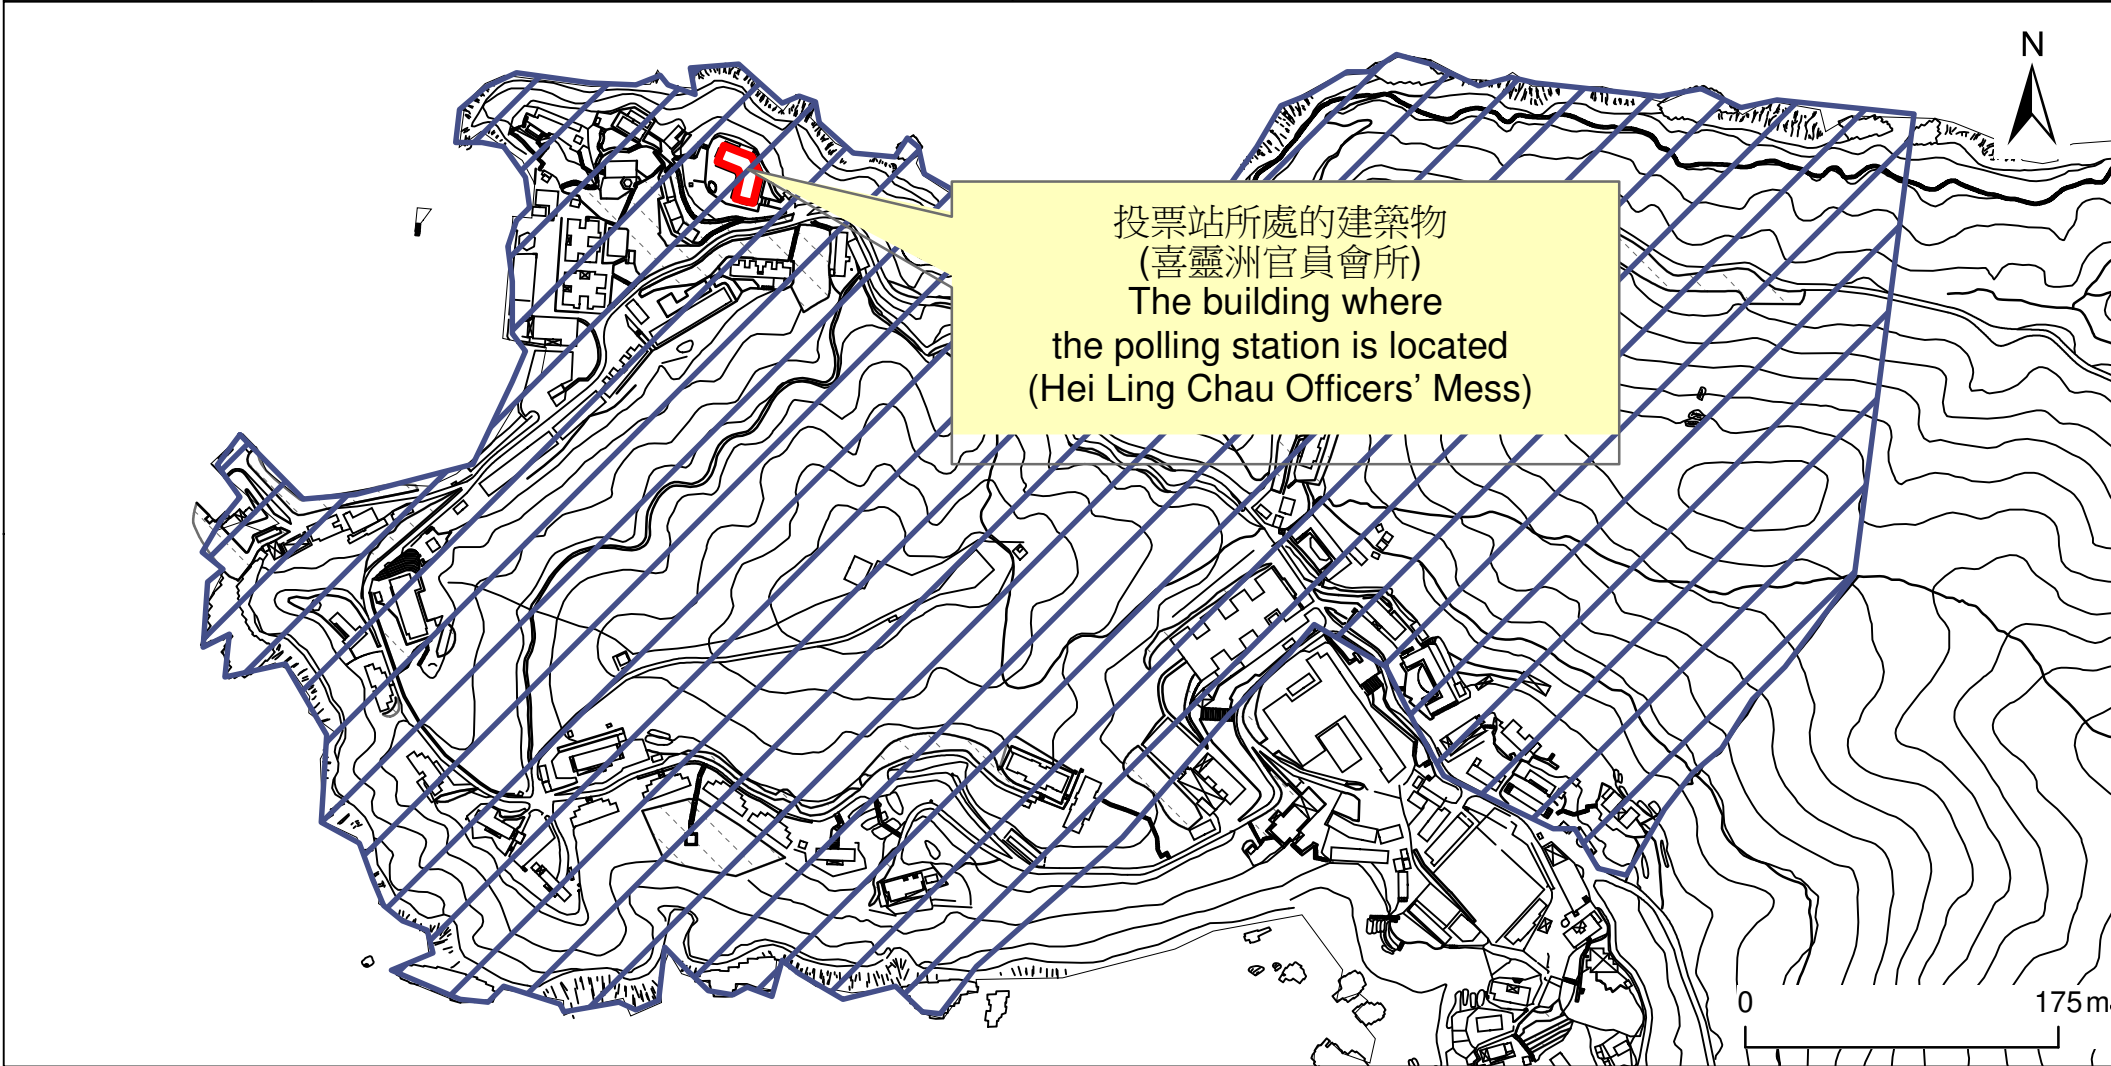 N
投票站所處的建築物
(喜靈洲官員會所)
The building where
the polling station is located
(Hei Ling Chau Officers’ Mess)
0 175 m